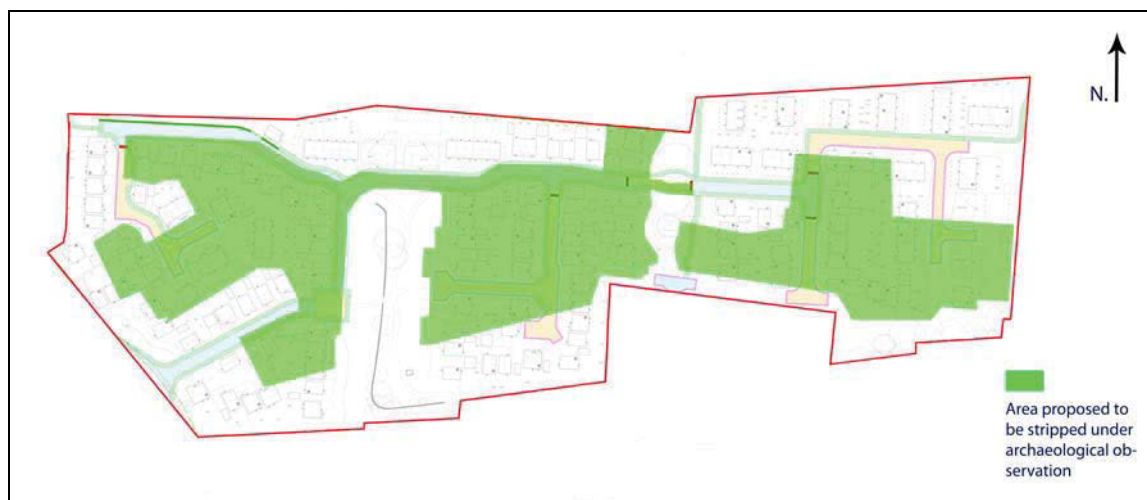 N.
Area proposed
to be stripped under
archaeological ob-
servation